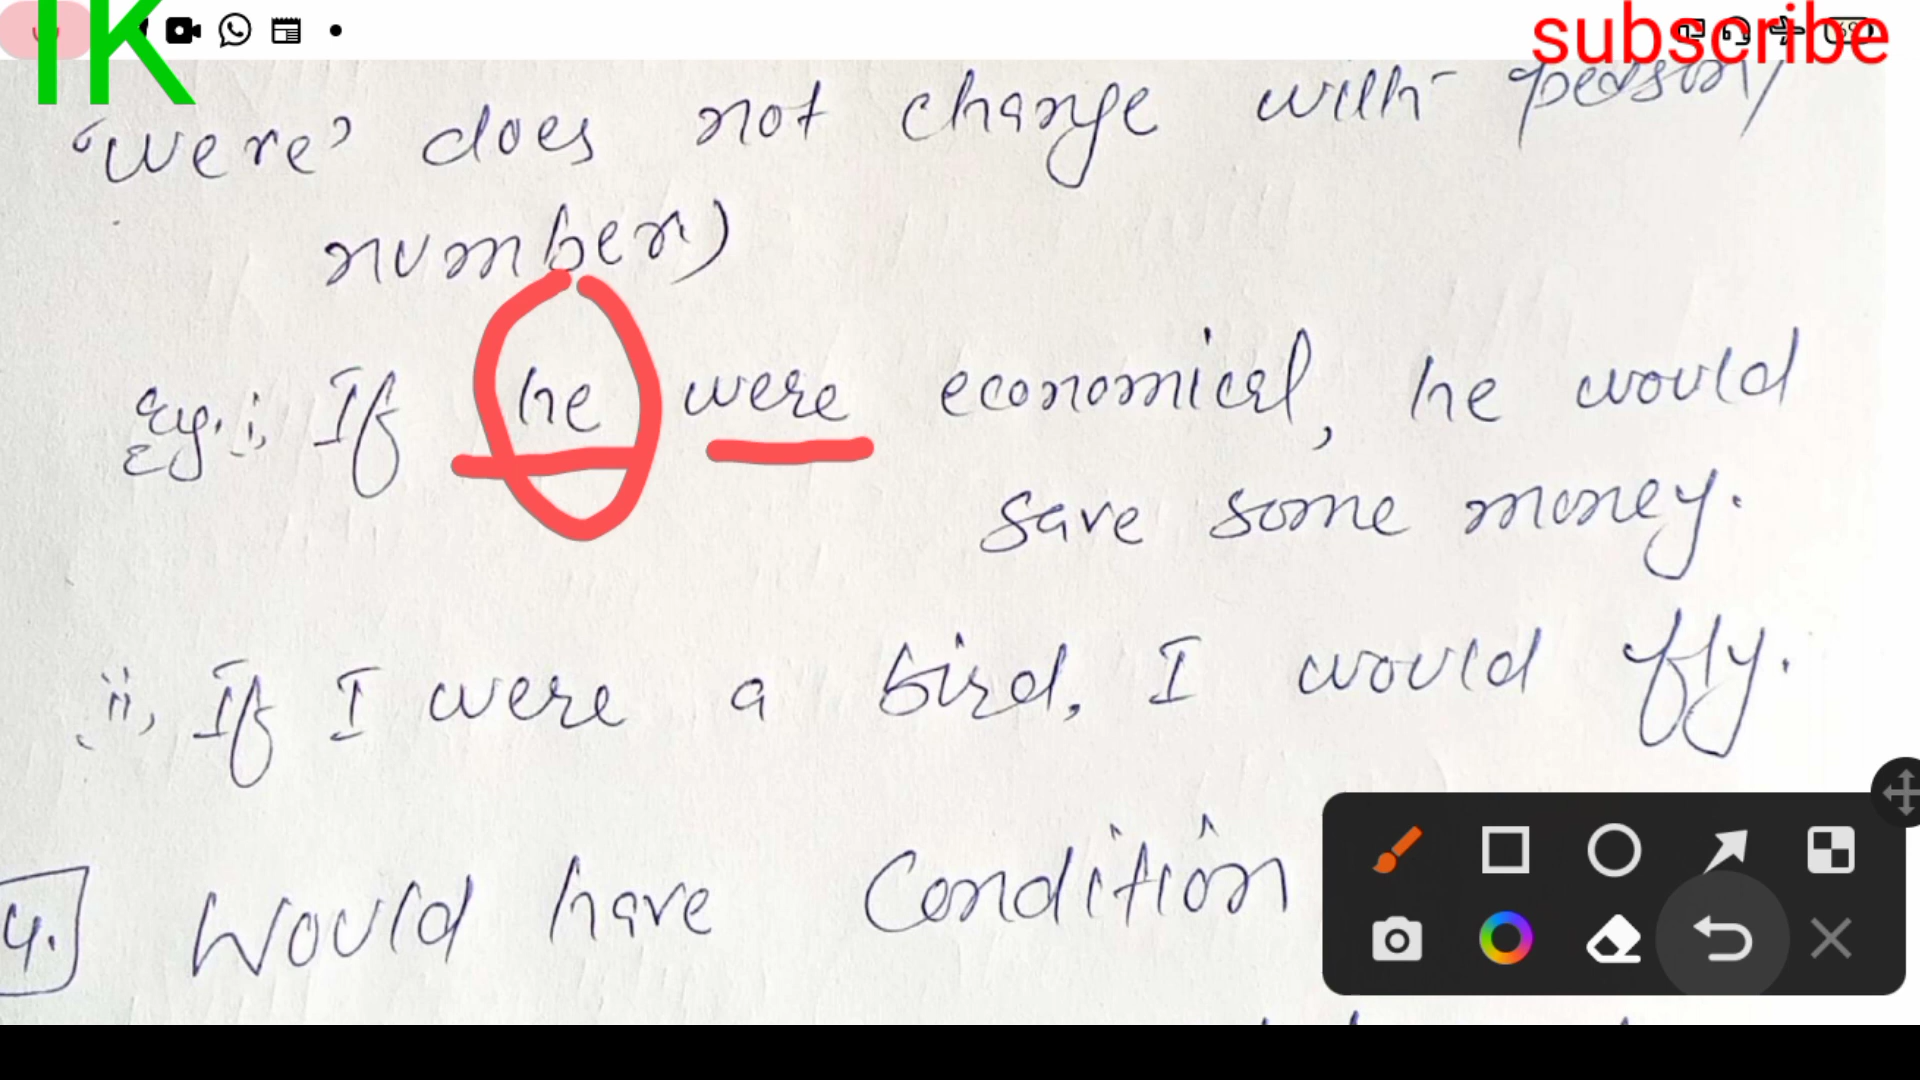 IK
subscribe
'were' does not change with person/
number)
Eg. i, If he were economical, he would
save some money.
ii, If I were a bird, I would fly.
4. Would have Condition